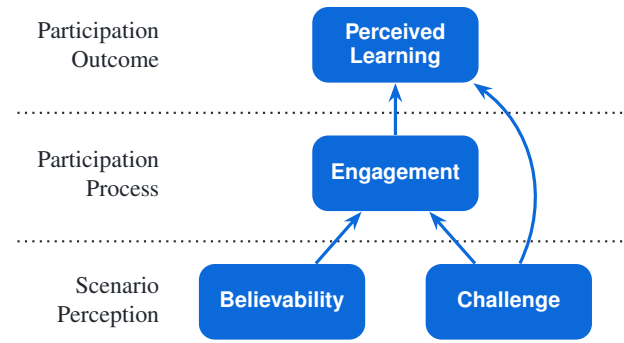 Participation
Outcome
Perceived
Learning
Participation
Process
Engagement
Scenario
Perception
Believability
Challenge